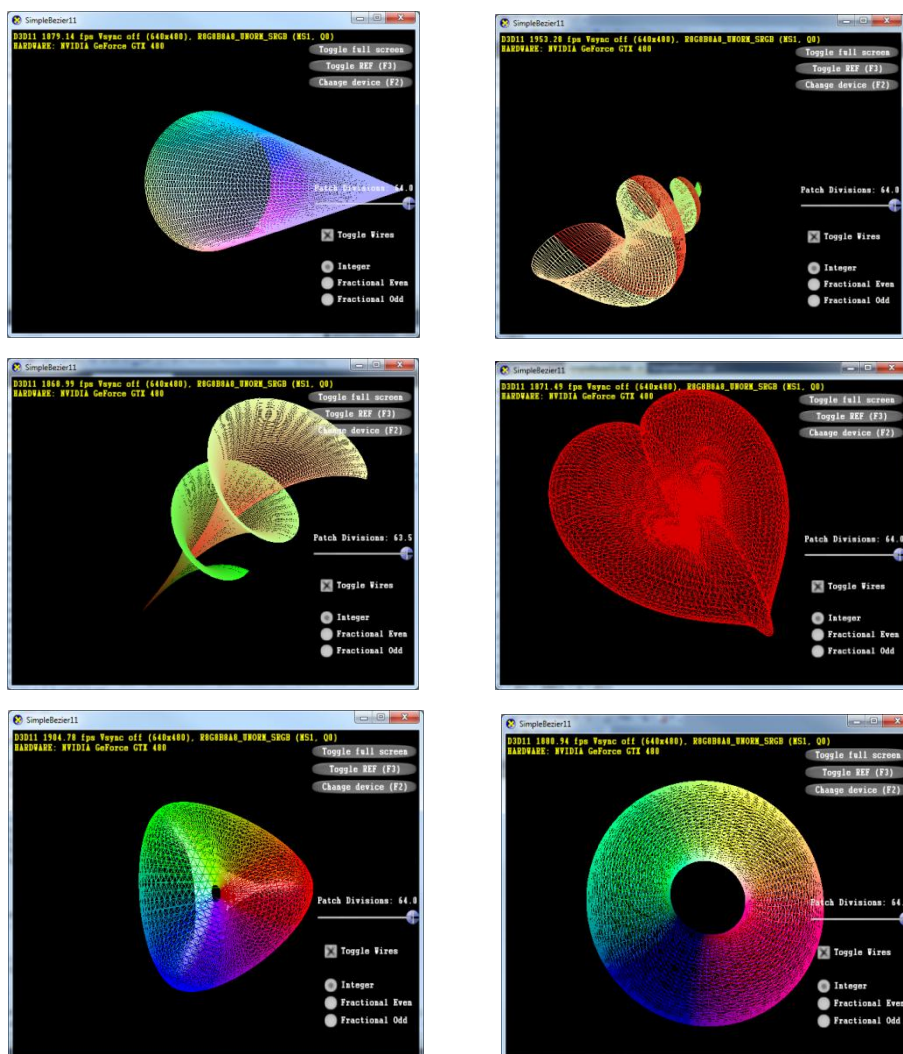 SimpleBezier11
D3D11 1879.14 fps Vsync off (640x480), R8G8B8A8_UNORM_SRGB (MS1, Q0)
HARDWARE: NVIDIA GeForce GTX 480
Toggle full screen
Toggle REF (F3)
Change device (F2)
Patch Divisions: 64.0
Toggle Wires
Integer
Fractional Even
Fractional Odd
SimpleBezier11
D3D11 1953.28 fps Vsync off (640x480), R8G8B8A8_UNORM_SRGB (MS1, Q0)
HARDWARE: NVIDIA GeForce GTX 480
Toggle full screen
Toggle REF (F3)
Change device (F2)
Patch Divisions: 64.0
Toggle Wires
Integer
Fractional Even
Fractional Odd
SimpleBezier11
D3D11 1868.99 fps Vsync off (640x480), R8G8B8A8_UNORM_SRGB (MS1, Q0)
HARDWARE: NVIDIA GeForce GTX 480
Toggle full screen
Toggle REF (F3)
Change device (F2)
Patch Divisions: 63.5
Toggle Wires
Integer
Fractional Even
Fractional Odd
SimpleBezier11
D3D11 1871.49 fps Vsync off (640x480), R8G8B8A8_UNORM_SRGB (MS1, Q0)
HARDWARE: NVIDIA GeForce GTX 480
Toggle full screen
Toggle REF (F3)
Change device (F2)
Patch Divisions: 64.0
Toggle Wires
Integer
Fractional Even
Fractional Odd
SimpleBezier11
D3D11 1904.78 fps Vsync off (640x480), R8G8B8A8_UNORM_SRGB (MS1, Q0)
HARDWARE: NVIDIA GeForce GTX 480
Toggle full screen
Toggle REF (F3)
Change device (F2)
Patch Divisions: 64.0
Toggle Wires
Integer
Fractional Even
Fractional Odd
SimpleBezier11
D3D11 1880.94 fps Vsync off (640x480), R8G8B8A8_UNORM_SRGB (MS1, Q0)
HARDWARE: NVIDIA GeForce GTX 480
Toggle full screen
Toggle REF (F3)
Change device (F2)
Patch Divisions: 64.
Toggle Wires
Integer
Fractional Even
Fractional Odd